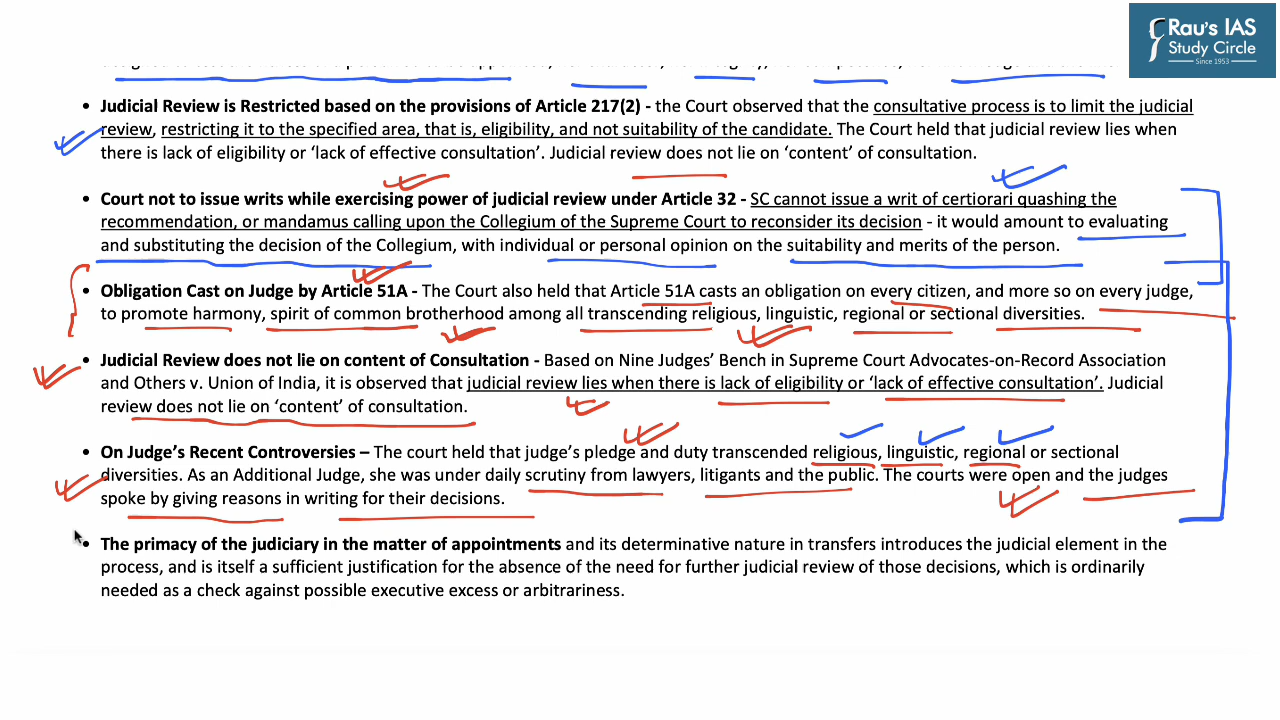 Rau's IAS
Study Circle
Since 1953
• Judicial Review is Restricted based on the provisions of Article 217(2) - the Court observed that the consultative process is to limit the judicial
review, restricting it to the specified area, that is, eligibility, and not suitability of the candidate. The Court held that judicial review lies when
there is lack of eligibility or ‘lack of effective consultation’. Judicial review does not lie on ‘content’ of consultation.
• Court not to issue writs while exercising power of judicial review under Article 32 - SC cannot issue a writ of certiorari quashing the
recommendation, or mandamus calling upon the Collegium of the Supreme Court to reconsider its decision - it would amount to evaluating
and substituting the decision of the Collegium, with individual or personal opinion on the suitability and merits of the person.
• Obligation Cast on Judge by Article 51A - The Court also held that Article 51A casts an obligation on every citizen, and more so on every judge,
to promote harmony, spirit of common brotherhood among all transcending religious, linguistic, regional or sectional diversities.
• Judicial Review does not lie on content of Consultation - Based on Nine Judges’ Bench in Supreme Court Advocates-on-Record Association
and Others v. Union of India, it is observed that judicial review lies when there is lack of eligibility or ‘lack of effective consultation’. Judicial
review does not lie on ‘content’ of consultation.
• On Judge’s Recent Controversies – The court held that judge’s pledge and duty transcended religious, linguistic, regional or sectional
diversities. As an Additional Judge, she was under daily scrutiny from lawyers, litigants and the public. The courts were open and the judges
spoke by giving reasons in writing for their decisions.
• The primacy of the judiciary in the matter of appointments and its determinative nature in transfers introduces the judicial element in the
process, and is itself a sufficient justification for the absence of the need for further judicial review of those decisions, which is ordinarily
needed as a check against possible executive excess or arbitrariness.